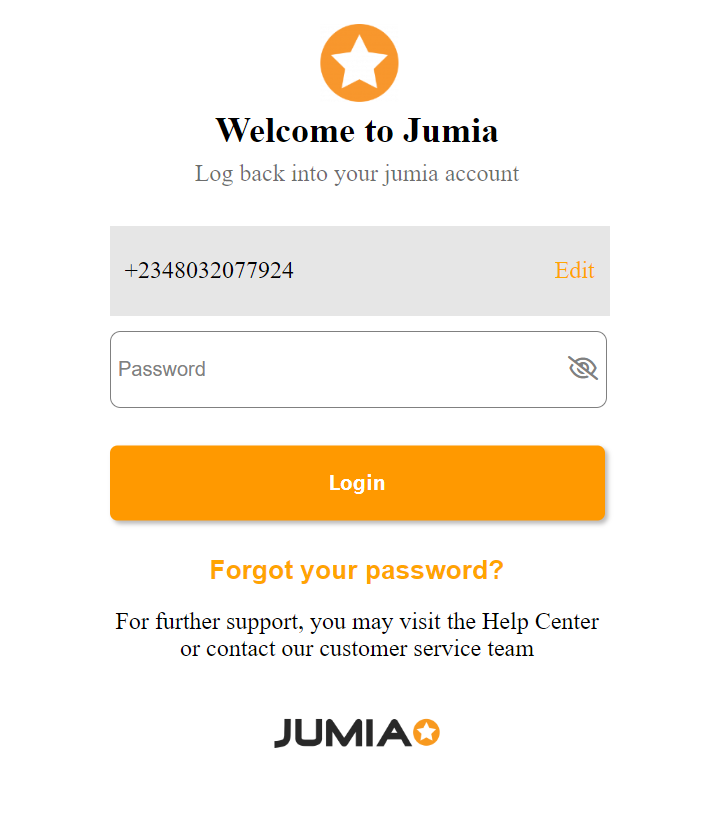 Welcome to Jumia
Log back into your jumia account
+2348032077924
Edit
Password
Login
Forgot your password?
For further support, you may visit the Help Center
or contact our customer service team
JUMIA